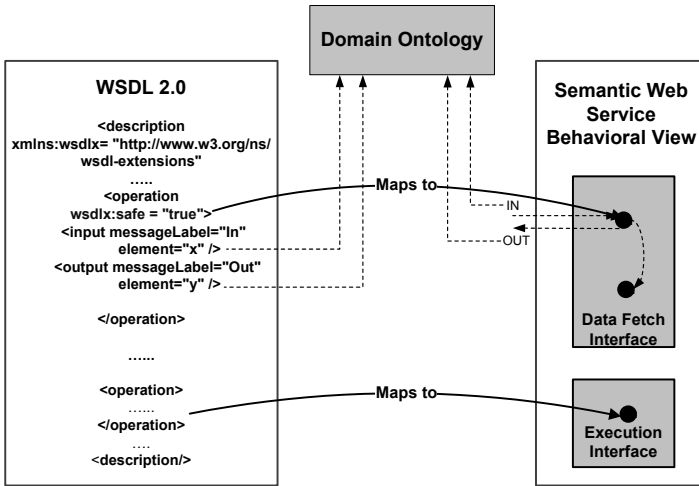 Domain Ontology
WSDL 2.0
<description
xmlns:wsdlx= "http://www.w3.org/ns/
wsdl-extensions"
.....
<operation
wsdlx:safe = "true">
<input messageLabel="In"
element="x" />
<output messageLabel="Out"
element="y" />
</operation>
......
<operation>
......
</operation>
....
<description/>
Maps to
Maps to
Semantic Web
Service
Behavioral View
IN
OUT
Data Fetch
Interface
Execution
Interface